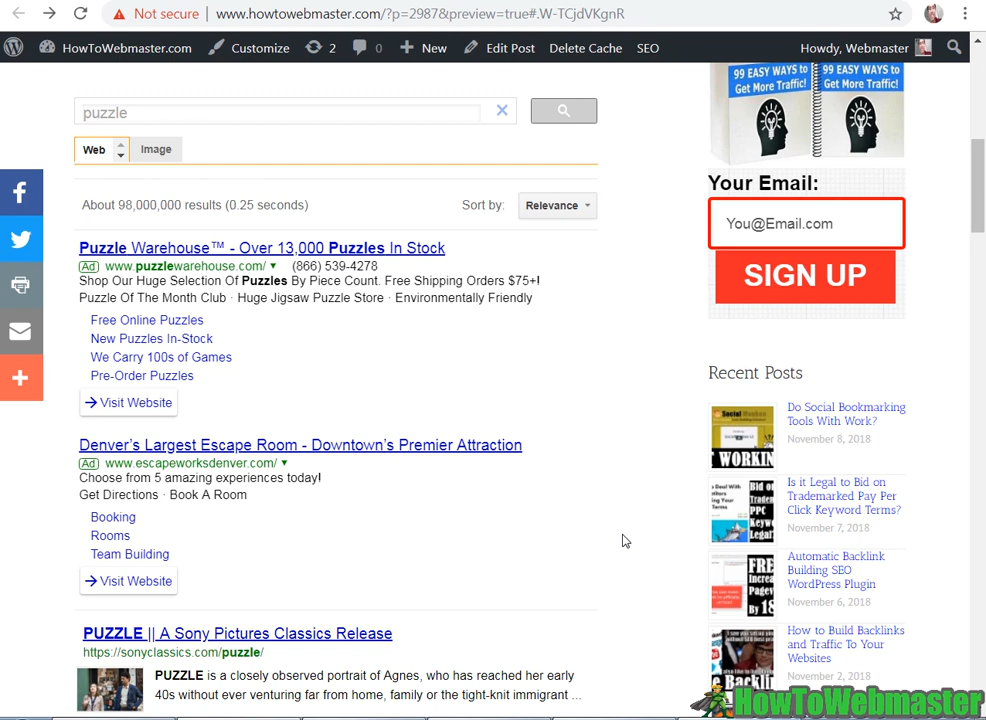 Not secure
www.howtowebmaster.com/?p=2987&preview=true#.W-TCjdVKgnR
HowToWebmaster.com
Customize
2
0
New
Edit Post
Delete Cache
SEO
Howdy, Webmaster
puzzle
Web
Image
About 98,000,000 results (0.25 seconds)
Sort by:
Relevance
Puzzle Warehouse™ - Over 13,000 Puzzles In Stock
Ad www.puzzlewarehouse.com/ (866) 539-4278
Shop Our Huge Selection Of Puzzles By Piece Count. Free Shipping Orders $75+!
Puzzle Of The Month Club · Huge Jigsaw Puzzle Store · Environmentally Friendly
Free Online Puzzles
New Puzzles In-Stock
We Carry 100s of Games
Pre-Order Puzzles
Visit Website
Denver's Largest Escape Room - Downtown's Premier Attraction
Ad www.escapeworksdenver.com/
Choose from 5 amazing experiences today!
Get Directions · Book A Room
Booking
Rooms
Team Building
Visit Website
PUZZLE || A Sony Pictures Classics Release
https://sonyclassics.com/puzzle/
PUZZLE is a closely observed portrait of Agnes, who has reached her early
40s without ever venturing far from home, family or the tight-knit immigrant ...
99 EASY WAYS to
Get More Traffic!
99 EASY WAYS to
Get More Traffic!
Your Email:
You@Email.com
SIGN UP
Recent Posts
Do Social Bookmarking
Tools With Work?
November 8, 2018
Is it Legal to Bid on
Trademarked Pay Per
Click Keyword Terms?
November 7, 2018
Automatic Backlink
Building SEO
WordPress Plugin
November 6, 2018
How to Build Backlinks
and Traffic To Your
Websites
November 2, 2018
HowToWebmaster